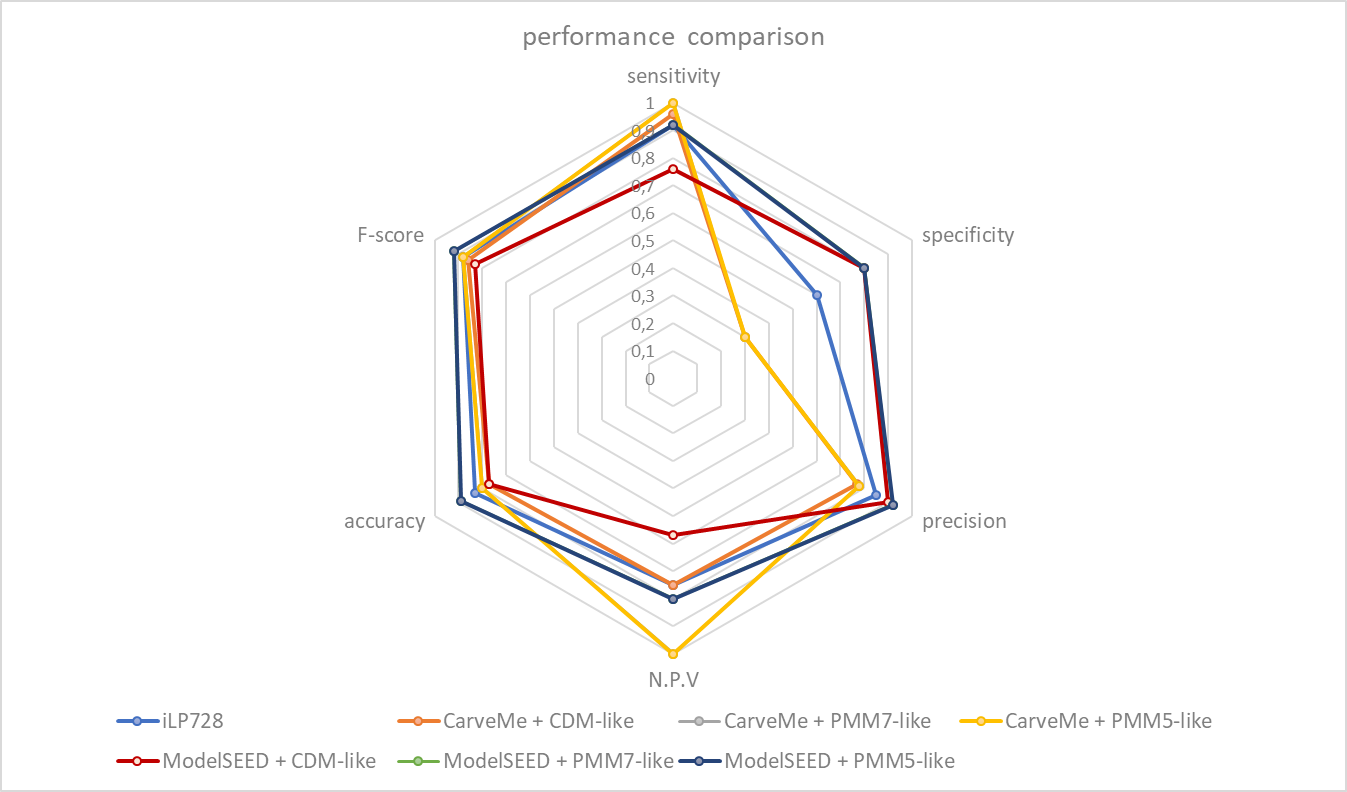 performance comparison
sensitivity
1
0,9
0,8
0,7
0,6
0,5
0,4
0,3
0,2
0,1
0
F-score
specificity
accuracy
precision
N.P.V
iLP728
CarveMe + CDM-like
CarveMe + PMM7-like
CarveMe + PMM5-like
ModelSEED + CDM-like
ModelSEED + PMM7-like
ModelSEED + PMM5-like